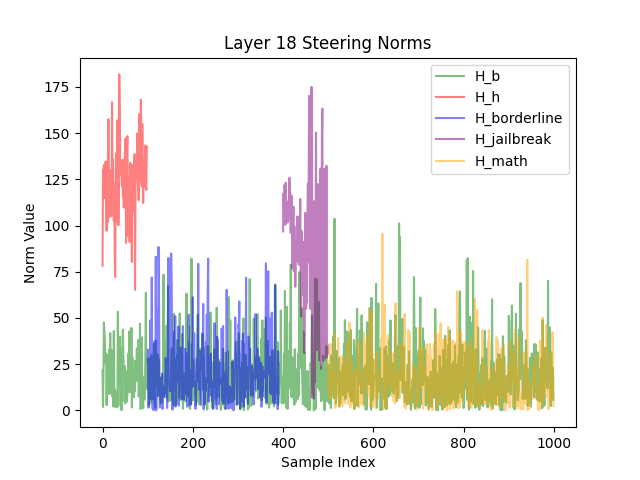 Layer 18 Steering Norms
Norm Value
175
150
125
100
75
50
25
0
H_b
H_h
H_borderline
H_jailbreak
H_math
0
200
400
600
800
1000
Sample Index